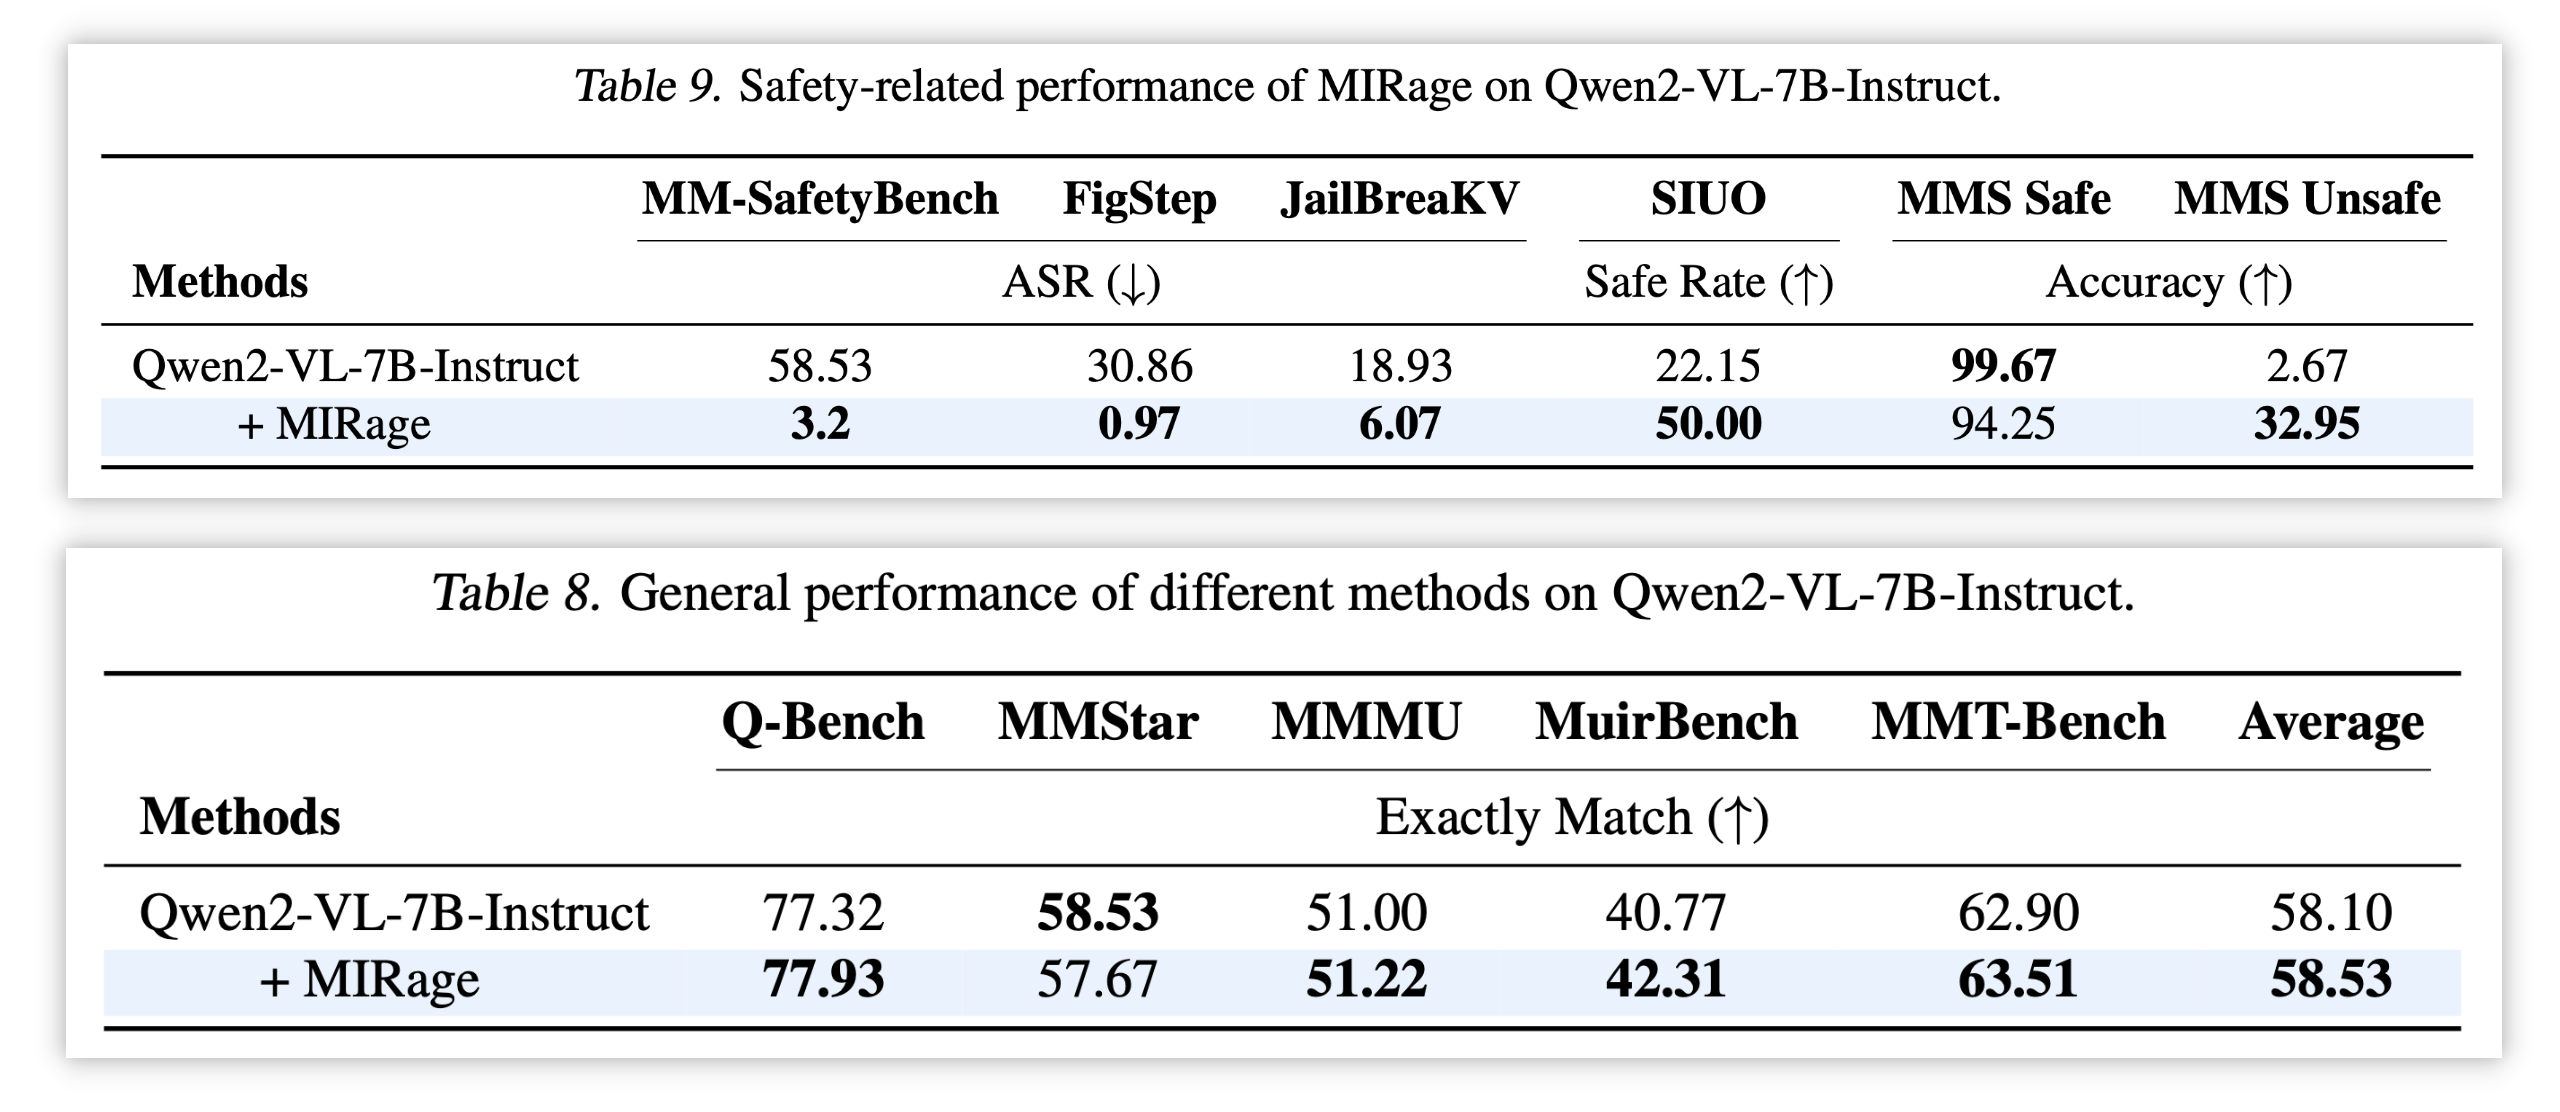 Table 9. Safety-related performance of MIRage on Qwen2-VL-7B-Instruct.
MM-SafetyBench FigStep JailBreaKV SIUO MMS Safe MMS Unsafe
Methods ASR (↓) Safe Rate (↑) Accuracy (↑)
Qwen2-VL-7B-Instruct 58.53 30.86 18.93 22.15 99.67 2.67
+ MIRage 3.2 0.97 6.07 50.00 94.25 32.95
Table 8. General performance of different methods on Qwen2-VL-7B-Instruct.
Q-Bench MMStar MMMU MuirBench MMT-Bench Average
Methods Exactly Match (↑)
Qwen2-VL-7B-Instruct 77.32 58.53 51.00 40.77 62.90 58.10
+ MIRage 77.93 57.67 51.22 42.31 63.51 58.53